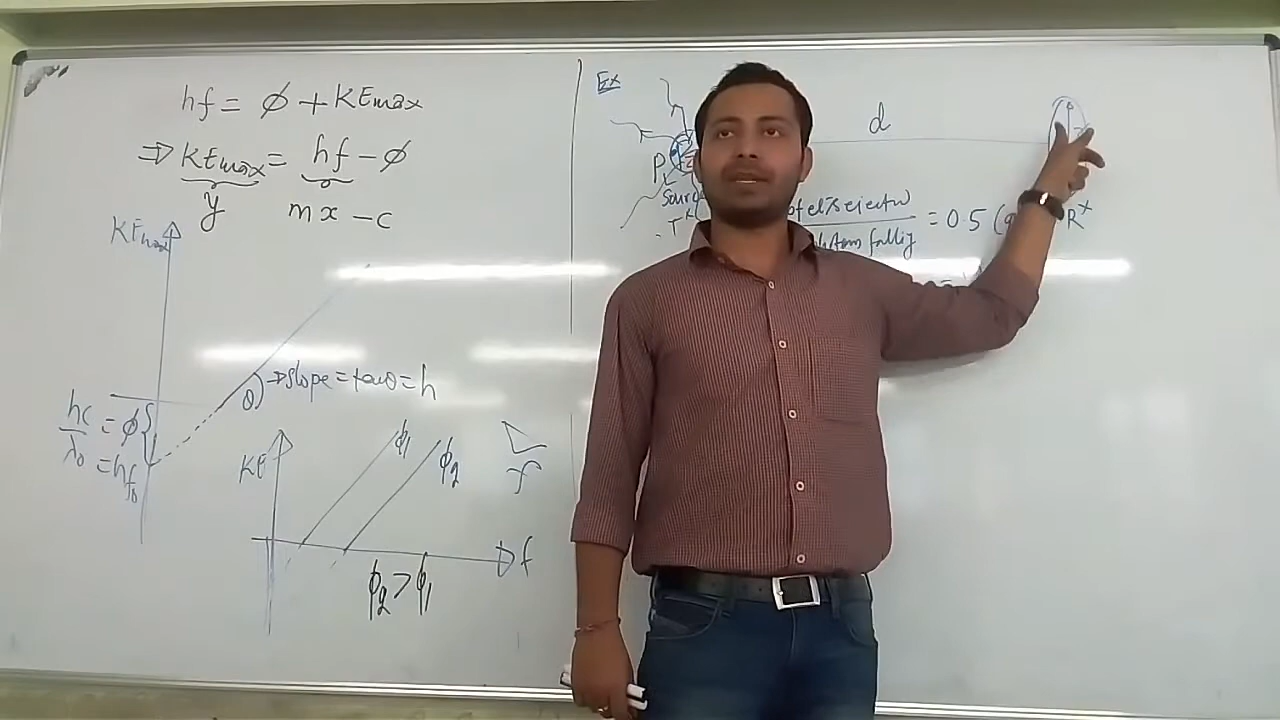 hf = ϕ + KEmax
⇒ KEmax = hf - ϕ
y mx - c
KEmax
→ slope = tanθ = h
θ
hc/λ₀ = ϕ
= hf₀
KE
ϕ₁
ϕ₂
f
f
ϕ₂ > ϕ₁
Ex
d
P
= 0.5